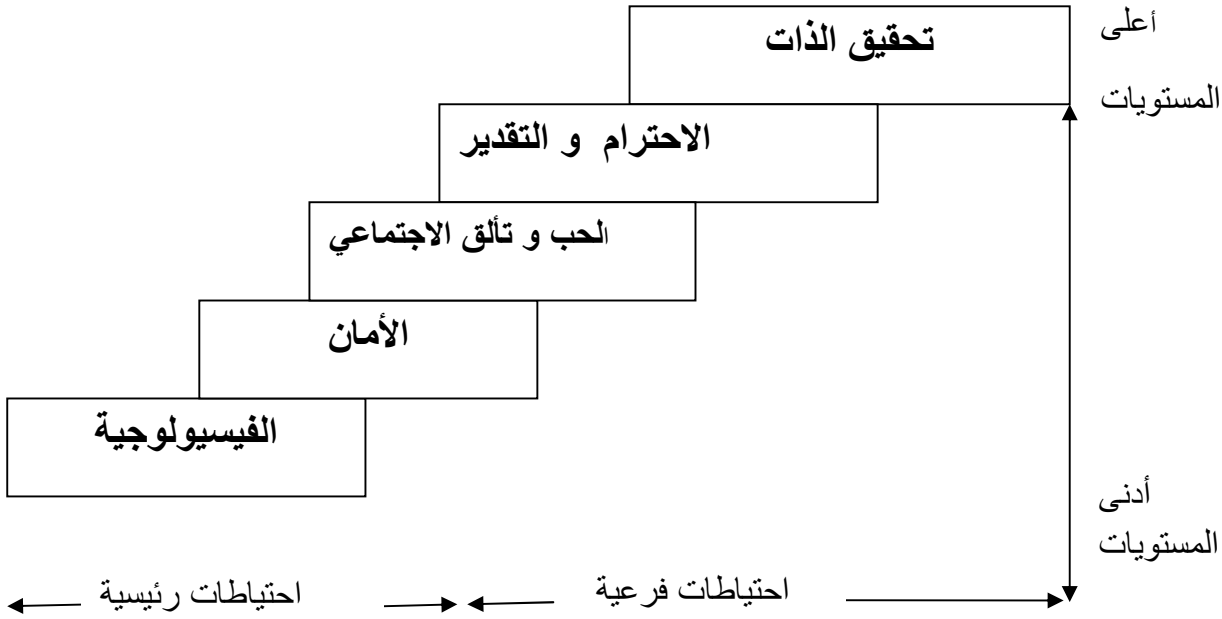 تحقيق الذات
أعلى
المستويات
الاحترام و التقدير
الحب و تألق الاجتماعي
الأمان
الفيسيولوجية
أدنى
المستويات
احتياطات فرعية
احتياطات رئيسية